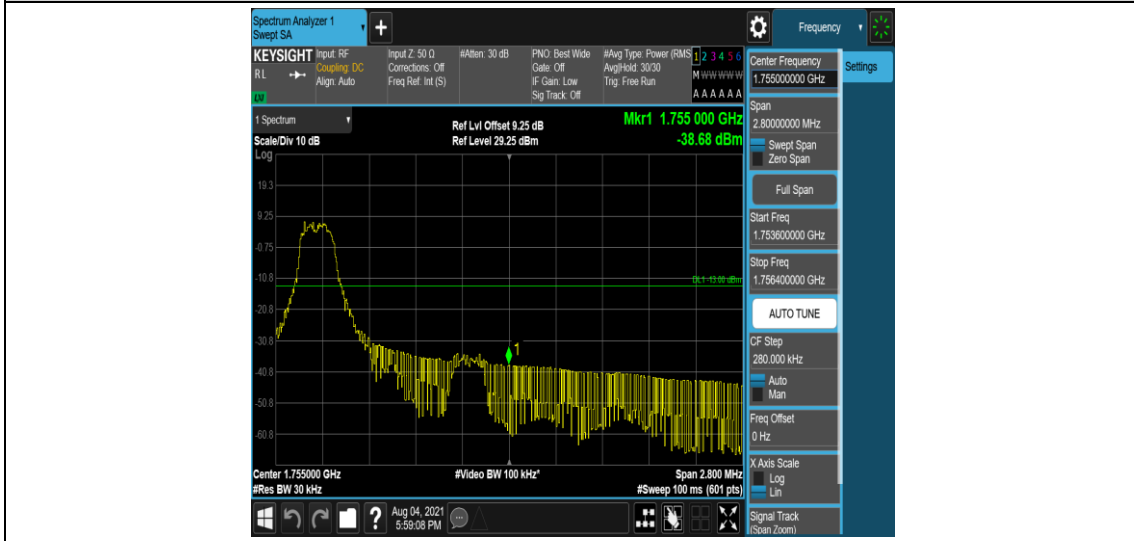 Spectrum Analyzer 1
Swept SA
+
Frequency
KEYSIGHT
RL
Input: RF
Coupling: DC
Align: Auto
Input Z: 50 Ω
Corrections: Off
Freq Ref: Int (S)
#Atten: 30 dB
PNO: Best Wide
Gate: Off
IF Gain: Low
Sig Track: Off
#Avg Type: Power (RMS
Avg|Hold: 30/30
Trig: Free Run
1 2 3 4 5 6
M W W W W W
A A A A A A
1 Spectrum
Scale/Div 10 dB
Log
Ref Lvl Offset 9.25 dB
Ref Level 29.25 dBm
Mkr1 1.755 000 GHz
-38.68 dBm
19.3
9.25
-0.75
-10.8
DL1 -13.00 dBm
-20.8
-30.8
1
-40.8
-50.8
-60.8
Center 1.755000 GHz
#Res BW 30 kHz
#Video BW 100 kHz*
Span 2.800 MHz
#Sweep 100 ms (601 pts)
Center Frequency
1.755000000 GHz
Settings
Span
2.80000000 MHz
Swept Span
Zero Span
Full Span
Start Freq
1.753600000 GHz
Stop Freq
1.756400000 GHz
AUTO TUNE
CF Step
280.000 kHz
Auto
Man
Freq Offset
0 Hz
X Axis Scale
Log
Lin
Signal Track
(Span Zoom)
?
Aug 04, 2021
5:59:08 PM